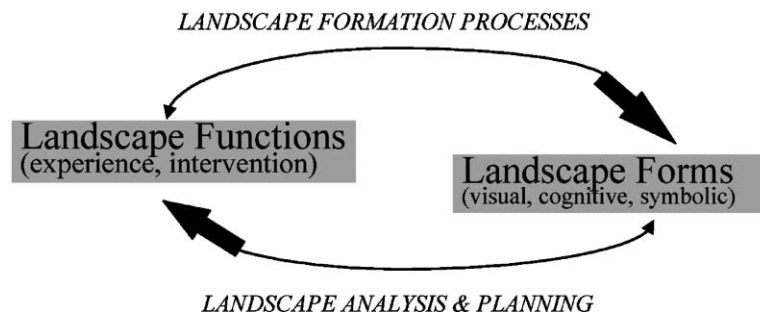 LANDSCAPE FORMATION PROCESSES
Landscape Functions
(experience, intervention)
Landscape Forms
(visual, cognitive, symbolic)
LANDSCAPE ANALYSIS & PLANNING